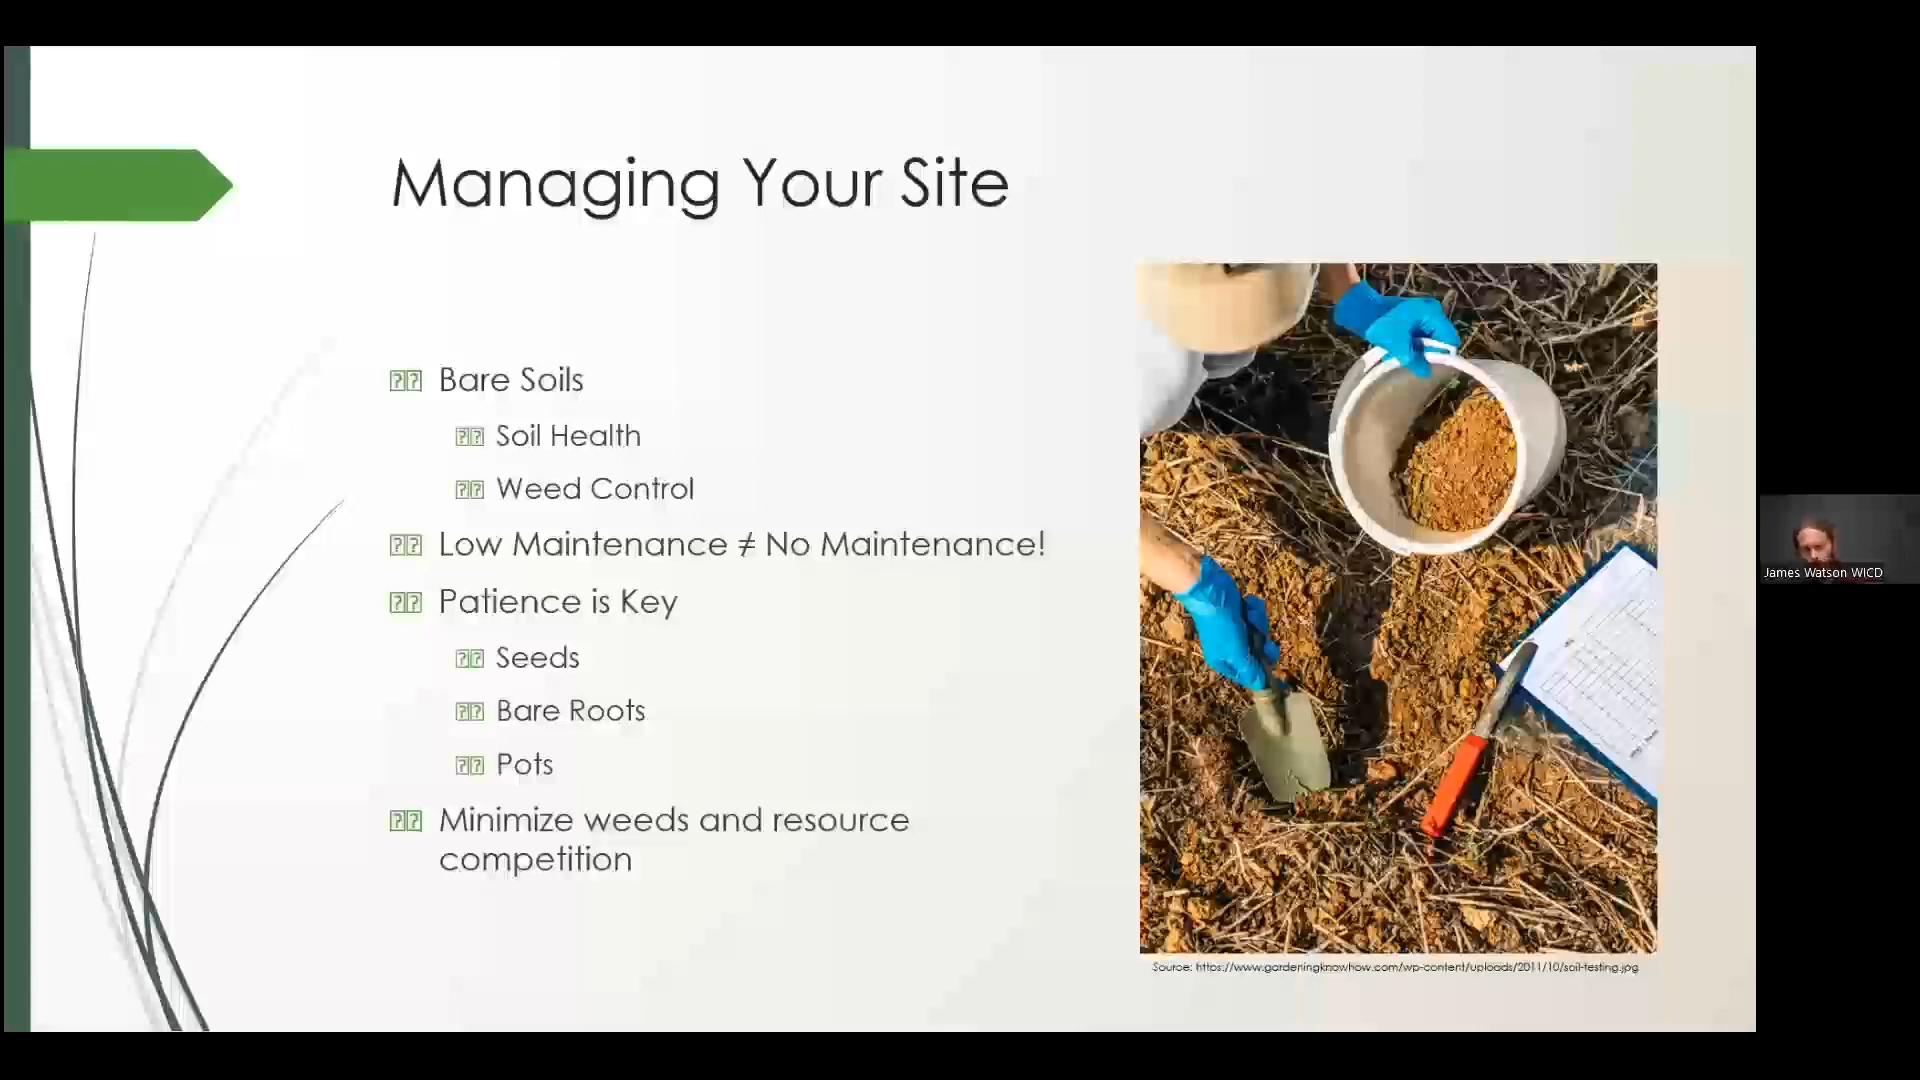 Managing Your Site
Bare Soils
Soil Health
Weed Control
Low Maintenance ≠ No Maintenance!
Patience is Key
Seeds
Bare Roots
Pots
Minimize weeds and resource
competition
Source: https://www.gardeningknowhow.com/wp-content/uploads/2011/10/soil-testing.jpg
James Watson WICD